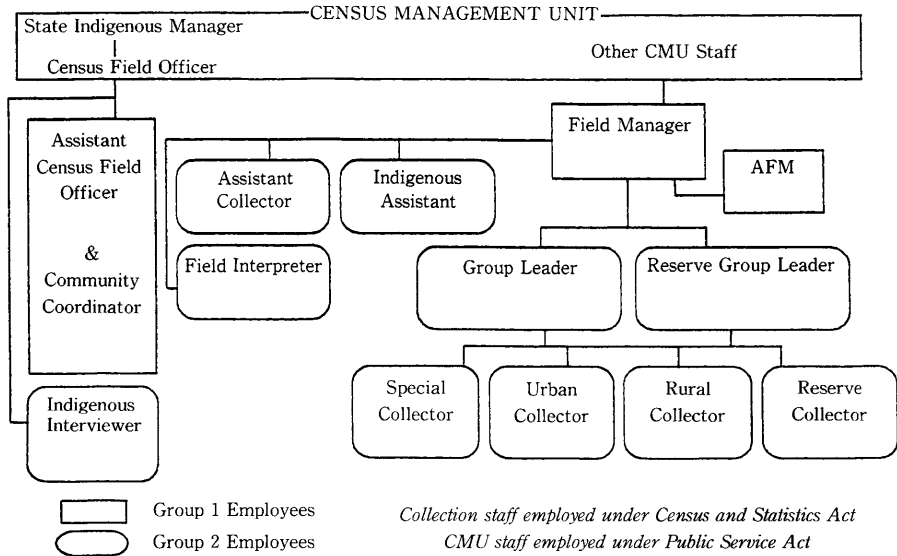 CENSUS MANAGEMENT UNIT
State Indigenous Manager
Census Field Officer
Other CMU Staff
Assistant
Census Field
Officer
&
Community
Coordinator
Indigenous
Interviewer
Field Manager
AFM
Assistant
Collector
Indigenous
Assistant
Field Interpreter
Group Leader
Reserve Group Leader
Special
Collector
Urban
Collector
Rural
Collector
Reserve
Collector
Group 1 Employees
Group 2 Employees
Collection staff employed under Census and Statistics Act
CMU staff employed under Public Service Act